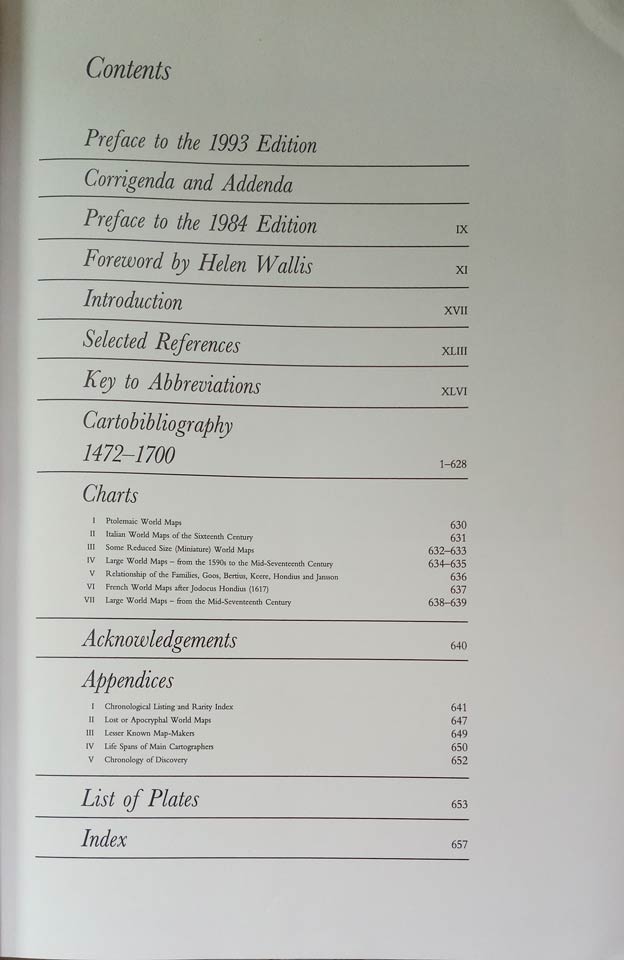 Contents
Preface to the 1993 Edition
Corrigenda and Addenda
Preface to the 1984 Edition IX
Foreword by Helen Wallis XI
Introduction XVII
Selected References XLIII
Key to Abbreviations XLVI
Cartobibliography
1472–1700 1–628
Charts
I Ptolemaic World Maps 630
II Italian World Maps of the Sixteenth Century 631
III Some Reduced Size (Miniature) World Maps 632–633
IV Large World Maps – from the 1590s to the Mid-Seventeenth Century 634–635
V Relationship of the Families, Goos, Bertius, Keere, Hondius and Jansson 636
VI French World Maps after Jodocus Hondius (1617) 637
VII Large World Maps – from the Mid-Seventeenth Century 638–639
Acknowledgements 640
Appendices
I Chronological Listing and Rarity Index 641
II Lost or Apocryphal World Maps 647
III Lesser Known Map-Makers 649
IV Life Spans of Main Cartographers 650
V Chronology of Discovery 652
List of Plates 653
Index 657